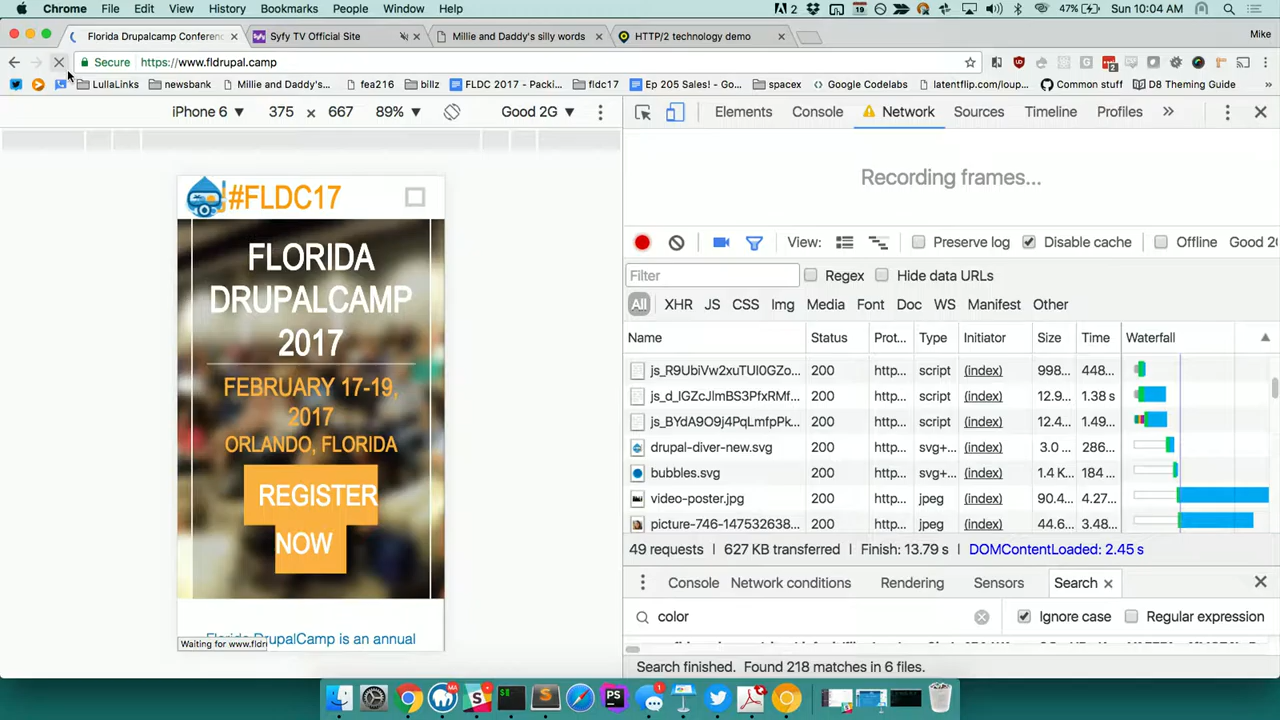 Chrome File Edit View History Bookmarks People Window Help 2 19 47% Sun 10:04 AM
Florida Drupalcamp Conferenc Syfy TV Official Site Millie and Daddy's silly words HTTP/2 technology demo Mike
Secure https://www.fldrupal.camp
LullaLinks newsbank Millie and Daddy's... fea216 billz FLDC 2017 - Packi... fldc17 Ep 205 Sales! - Go... spacex Google Codelabs latentflip.com/loup... Common stuff D8 Theming Guide
iPhone 6 375 x 667 89% Good 2G
Elements Console Network Sources Timeline Profiles
Recording frames...
View: Preserve log Disable cache Offline Good 2G
Filter Regex Hide data URLs
All XHR JS CSS Img Media Font Doc WS Manifest Other
Name Status Prot... Type Initiator Size Time Waterfall
js_R9UbiVw2xuTUI0GZo... 200 http... script (index) 998... 448...
js_d_lGZcJlmBS3PfxRMf... 200 http... script (index) 12.9... 1.38 s
js_BYdA9O9j4PqLmfpPk... 200 http... script (index) 12.4... 1.49...
drupal-diver-new.svg 200 http... svg+... (index) 3.0 ... 286...
bubbles.svg 200 http... svg+... (index) 1.4 K... 184 ...
video-poster.jpg 200 http... jpeg (index) 90.4... 4.27...
picture-746-147532638... 200 http... jpeg (index) 44.6... 3.48...
49 requests | 627 KB transferred | Finish: 13.79 s | DOMContentLoaded: 2.45 s
Console Network conditions Rendering Sensors Search
color Ignore case Regular expression
Search finished. Found 218 matches in 6 files.
#FLDC17
FLORIDA
DRUPALCAMP
2017
FEBRUARY 17-19,
2017
ORLANDO, FLORIDA
REGISTER
NOW
Florida DrupalCamp is an annual
Waiting for www.fldr